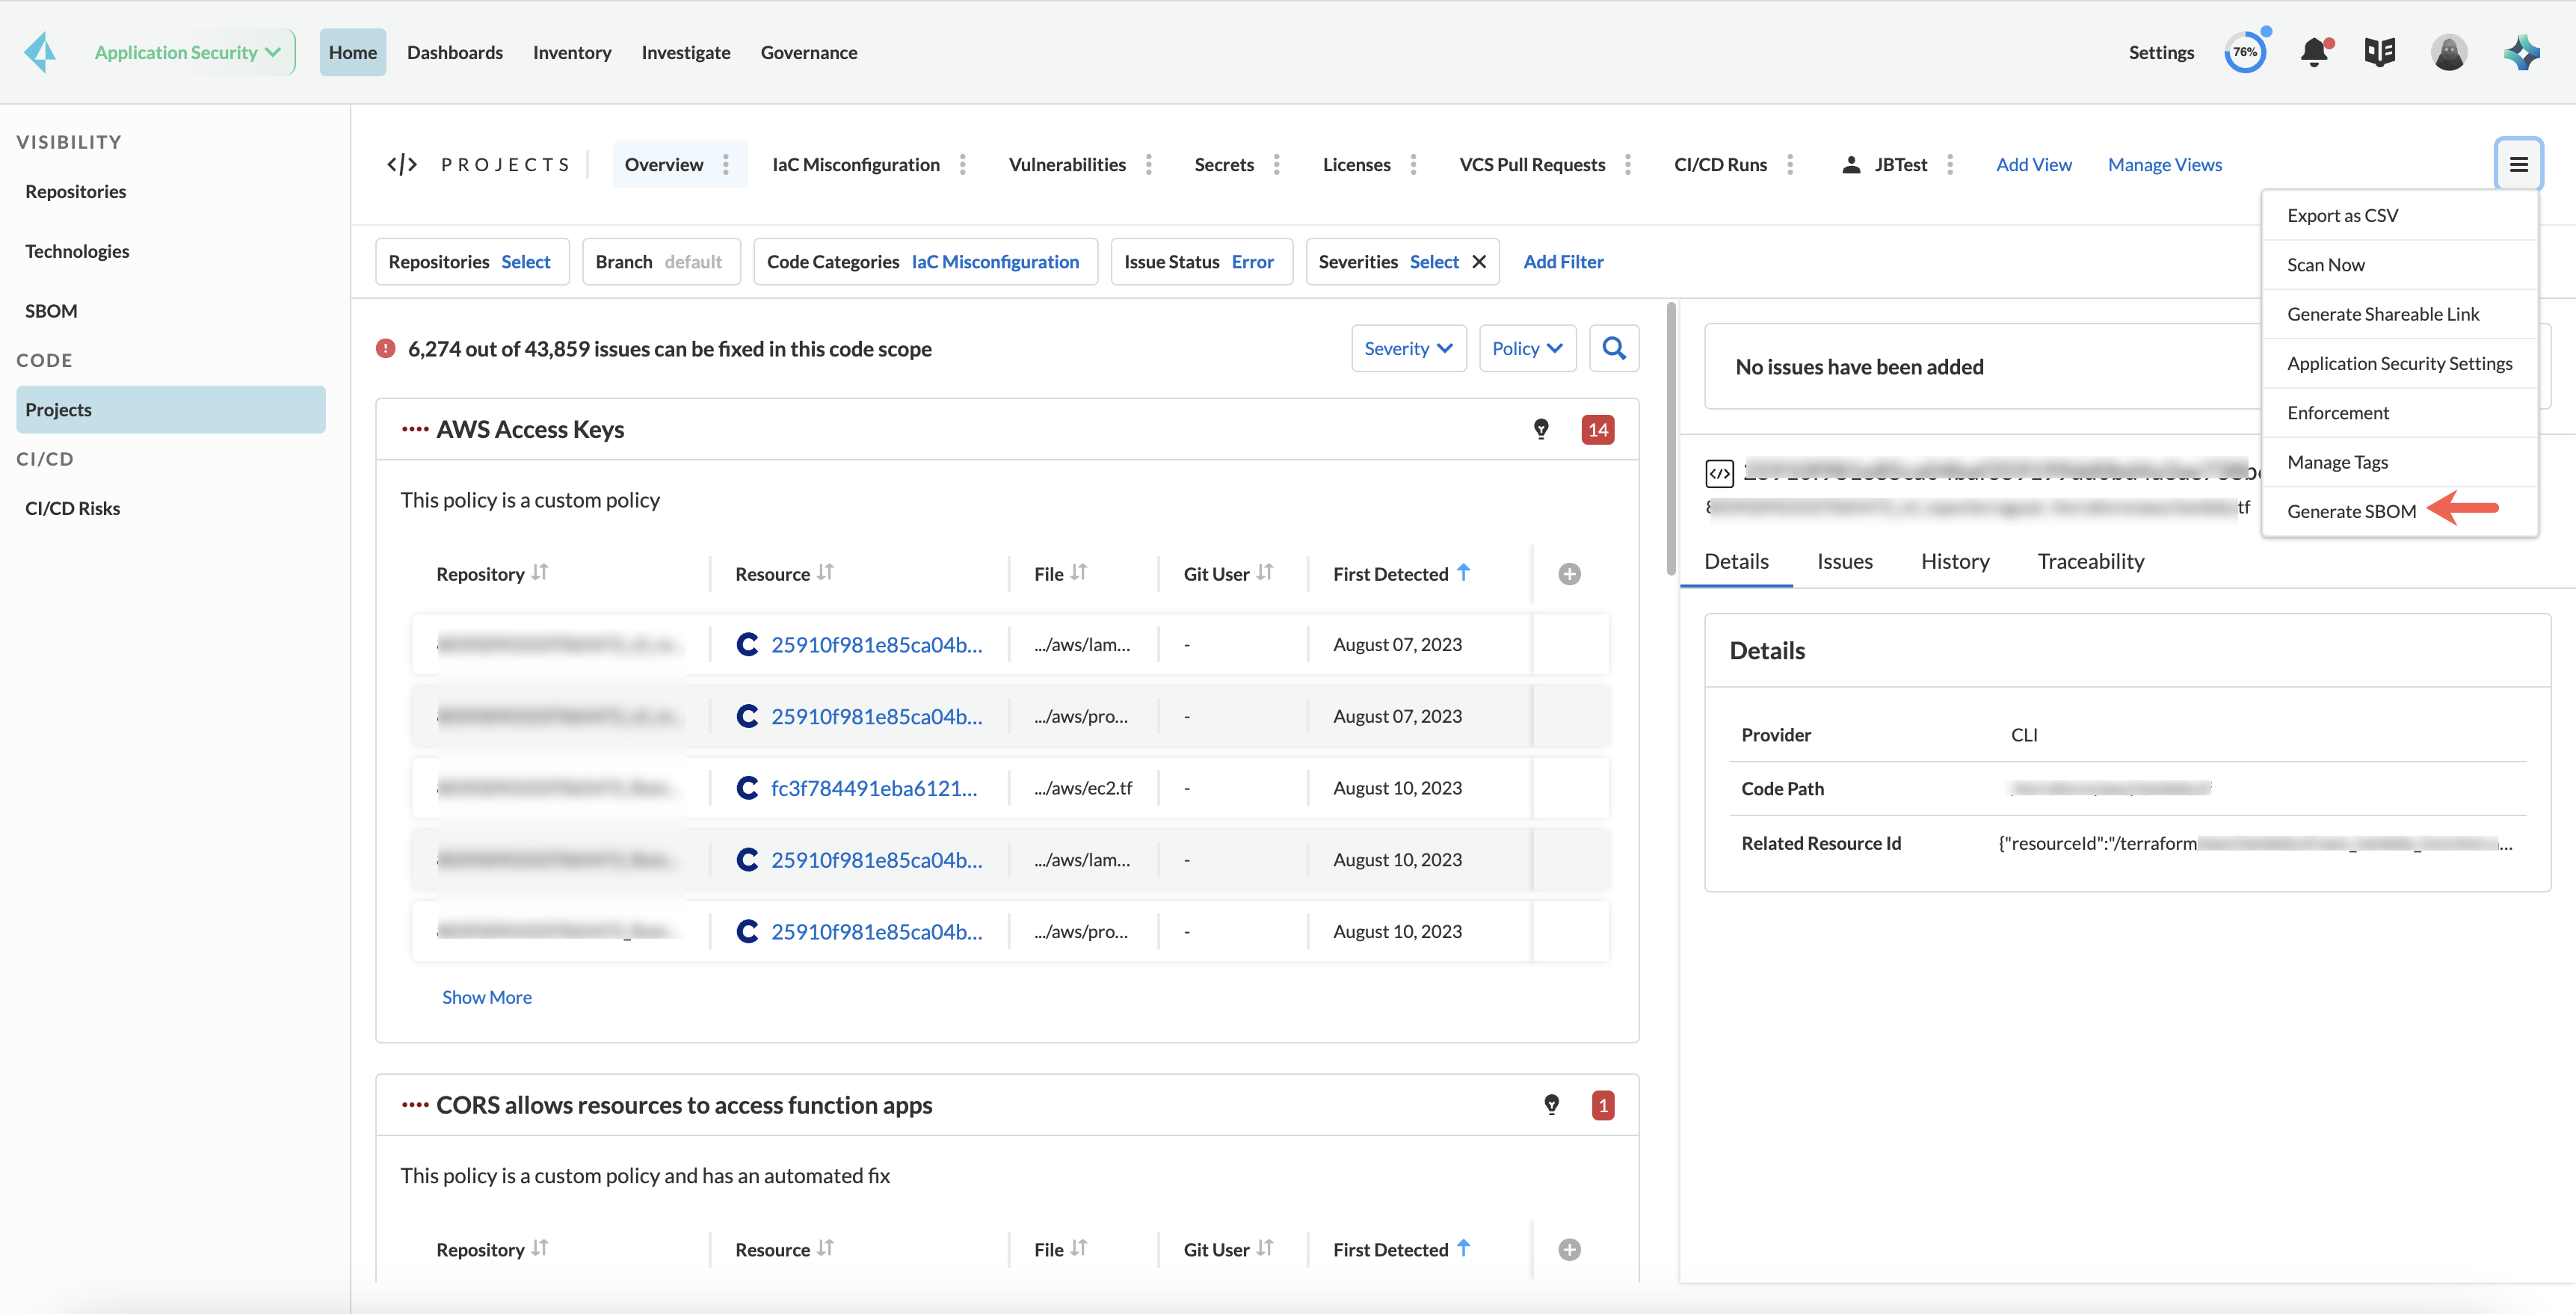 Application Security Home Dashboards Inventory Investigate Governance Settings 76%
VISIBILITY
Repositories
Technologies
SBOM
CODE
Projects
CI/CD
CI/CD Risks
PROJECTS Overview IaC Misconfiguration Vulnerabilities Secrets Licenses VCS Pull Requests CI/CD Runs JBTest Add View Manage Views
Export as CSV
Scan Now
Generate Shareable Link
Application Security Settings
Enforcement
Manage Tags
Generate SBOM
Repositories Select Branch default Code Categories IaC Misconfiguration Issue Status Error Severities Select Add Filter
6,274 out of 43,859 issues can be fixed in this code scope Severity Policy
AWS Access Keys 14
This policy is a custom policy
Repository Resource File Git User First Detected
25910f981e85ca04b... .../aws/lam... - August 07, 2023
25910f981e85ca04b... .../aws/pro... - August 07, 2023
fc3f784491eba6121... .../aws/ec2.tf - August 10, 2023
25910f981e85ca04b... .../aws/lam... - August 10, 2023
25910f981e85ca04b... .../aws/pro... - August 10, 2023
Show More
CORS allows resources to access function apps 1
This policy is a custom policy and has an automated fix
Repository Resource File Git User First Detected
No issues have been added
tf
Details Issues History Traceability
Details
Provider CLI
Code Path
Related Resource Id {"resourceId":"/terraform ...